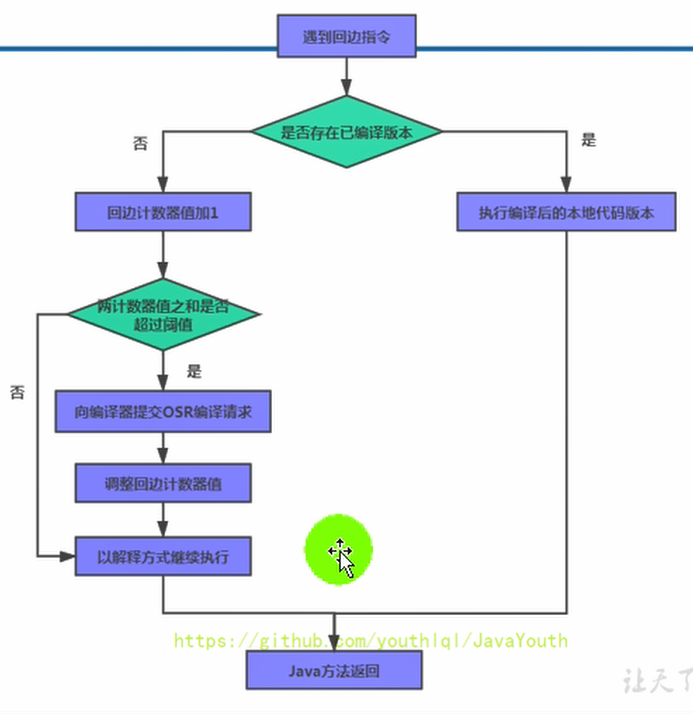 遇到回边指令
是否存在已编译版本
否
是
回边计数器值加1
执行编译后的本地代码版本
两计数器值之和是否
超过阈值
是
否
向编译器提交OSR编译请求
调整回边计数器值
以解释方式继续执行
https://github.com/youthlql/JavaYouth
Java方法返回
让天了